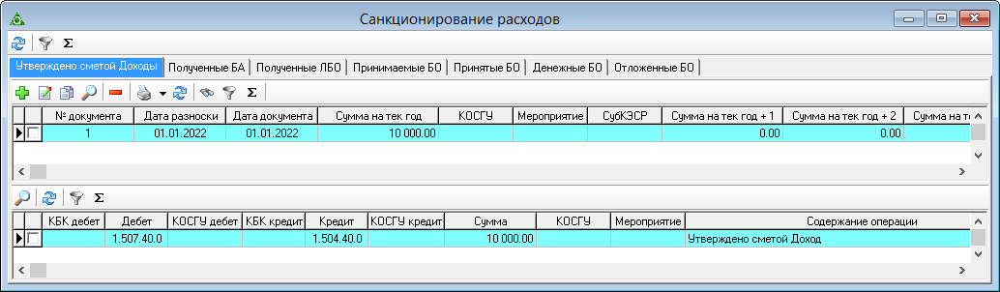 Санкционирование расходов
Утверждено сметой Доходы Полученные БА Полученные ЛБО Принимаемые БО Принятые БО Денежные БО Отложенные БО
№ документа Дата разноски Дата документа Сумма на тек год КОСГУ Мероприятие СубКЭСР Сумма на тек год + 1 Сумма на тек год + 2 Сумма на те
1 01.01.2022 01.01.2022 10 000.00 0.00 0.00
КБК дебет Дебет КОСГУ дебет КБК кредит Кредит КОСГУ кредит Сумма КОСГУ Мероприятие Содержание операции
1.507.40.0 1.504.40.0 10 000.00 Утверждено сметой Доход